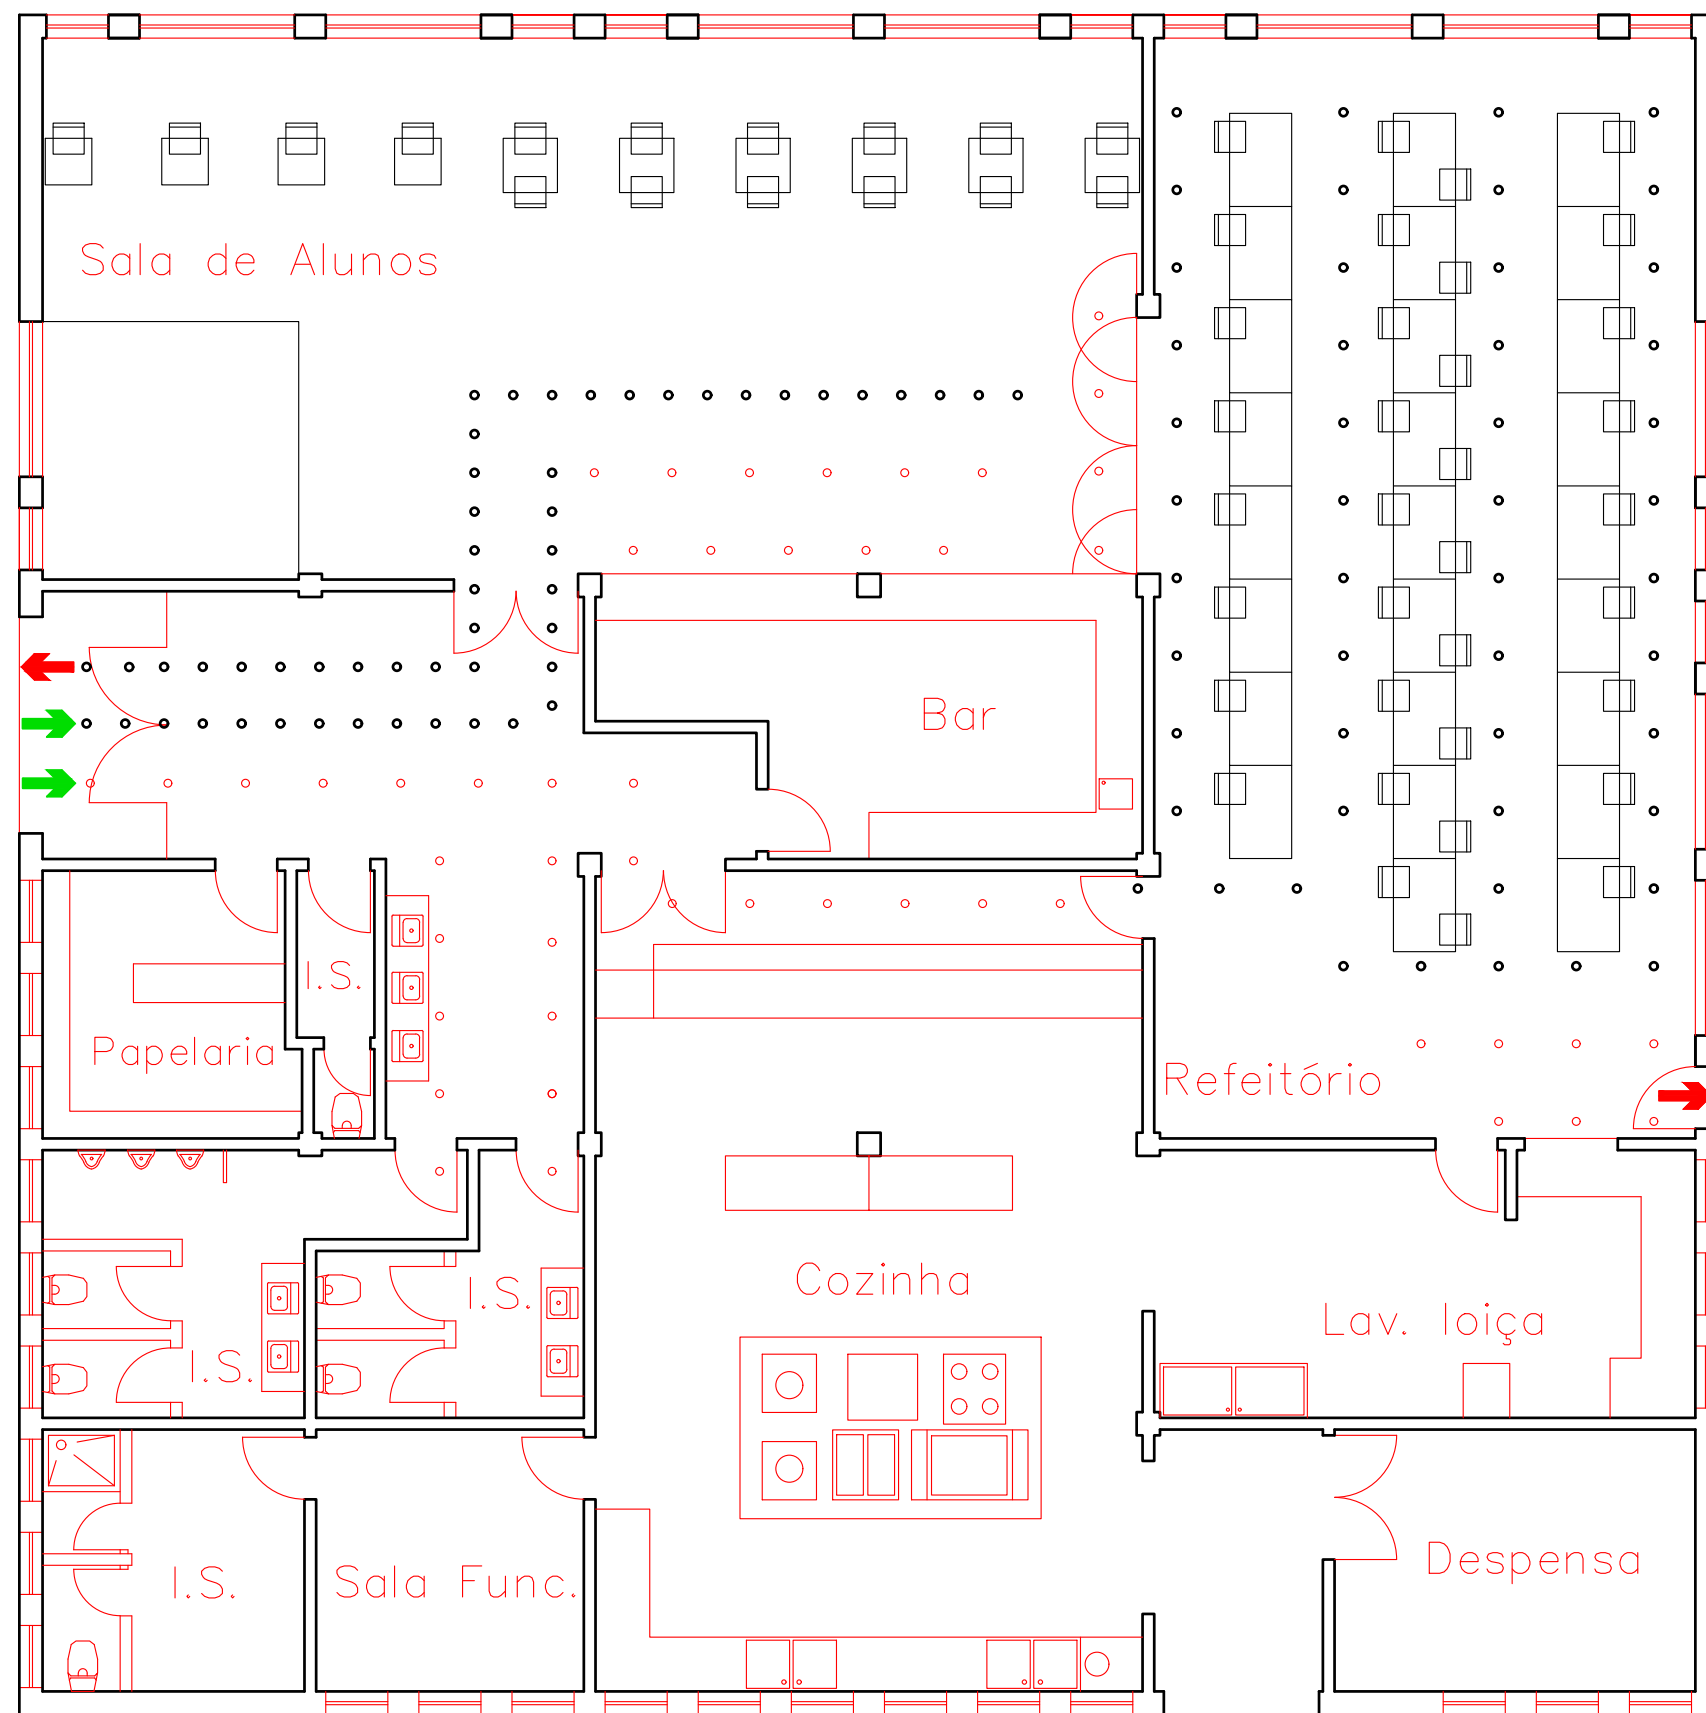 Sala de Alunos
Bar
I.S.
Papelaria
Refeitório
Cozinha
I.S.
Lav. loiça
I.S.
Despensa
I.S.
Sala Func.